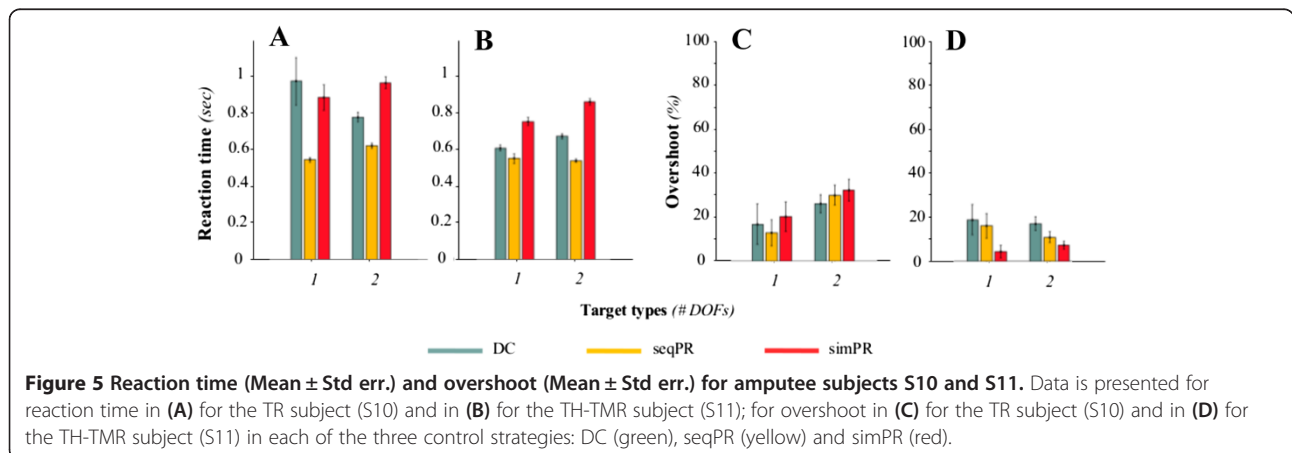 A
B
C
D
Reaction time (sec)
1
0.8
0.6
0.4
0.2
0
1
2
1
0.8
0.6
0.4
0.2
0
1
2
Overshoot (%)
100
80
60
40
20
0
1
2
100
80
60
40
20
0
1
2
Target types (# DOFs)
DC seqPR simPR
Figure 5 Reaction time (Mean ± Std err.) and overshoot (Mean ± Std err.) for amputee subjects S10 and S11. Data is presented for
reaction time in (A) for the TR subject (S10) and in (B) for the TH-TMR subject (S11); for overshoot in (C) for the TR subject (S10) and in (D) for
the TH-TMR subject (S11) in each of the three control strategies: DC (green), seqPR (yellow) and simPR (red).